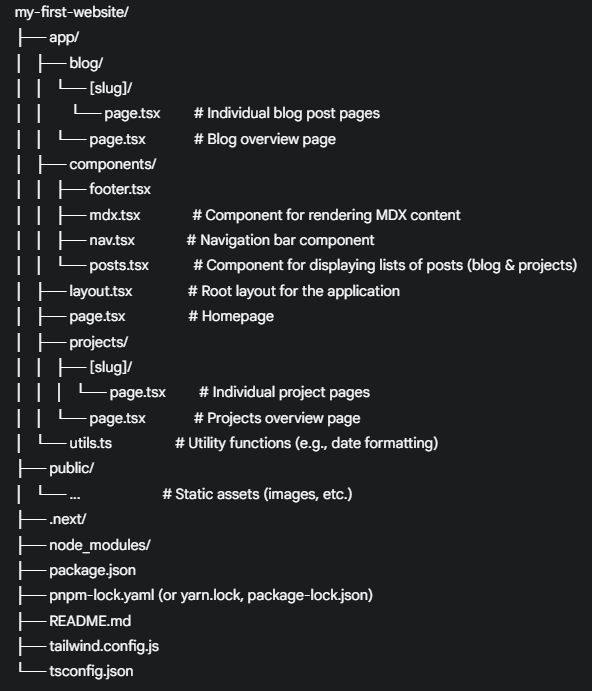 my-first-website/
├── app/
│ ├── blog/
│ │ └── [slug]/
│ │ └── page.tsx # Individual blog post pages
│ │ └── page.tsx # Blog overview page
│ ├── components/
│ │ ├── footer.tsx
│ │ ├── mdx.tsx # Component for rendering MDX content
│ │ ├── nav.tsx # Navigation bar component
│ │ └── posts.tsx # Component for displaying lists of posts (blog & projects)
│ ├── layout.tsx # Root layout for the application
│ ├── page.tsx # Homepage
│ ├── projects/
│ │ ├── [slug]/
│ │ │ └── page.tsx # Individual project pages
│ │ └── page.tsx # Projects overview page
│ └── utils.ts # Utility functions (e.g., date formatting)
├── public/
│ └── ... # Static assets (images, etc.)
├── .next/
├── node_modules/
├── package.json
├── pnpm-lock.yaml (or yarn.lock, package-lock.json)
├── README.md
├── tailwind.config.js
└── tsconfig.json